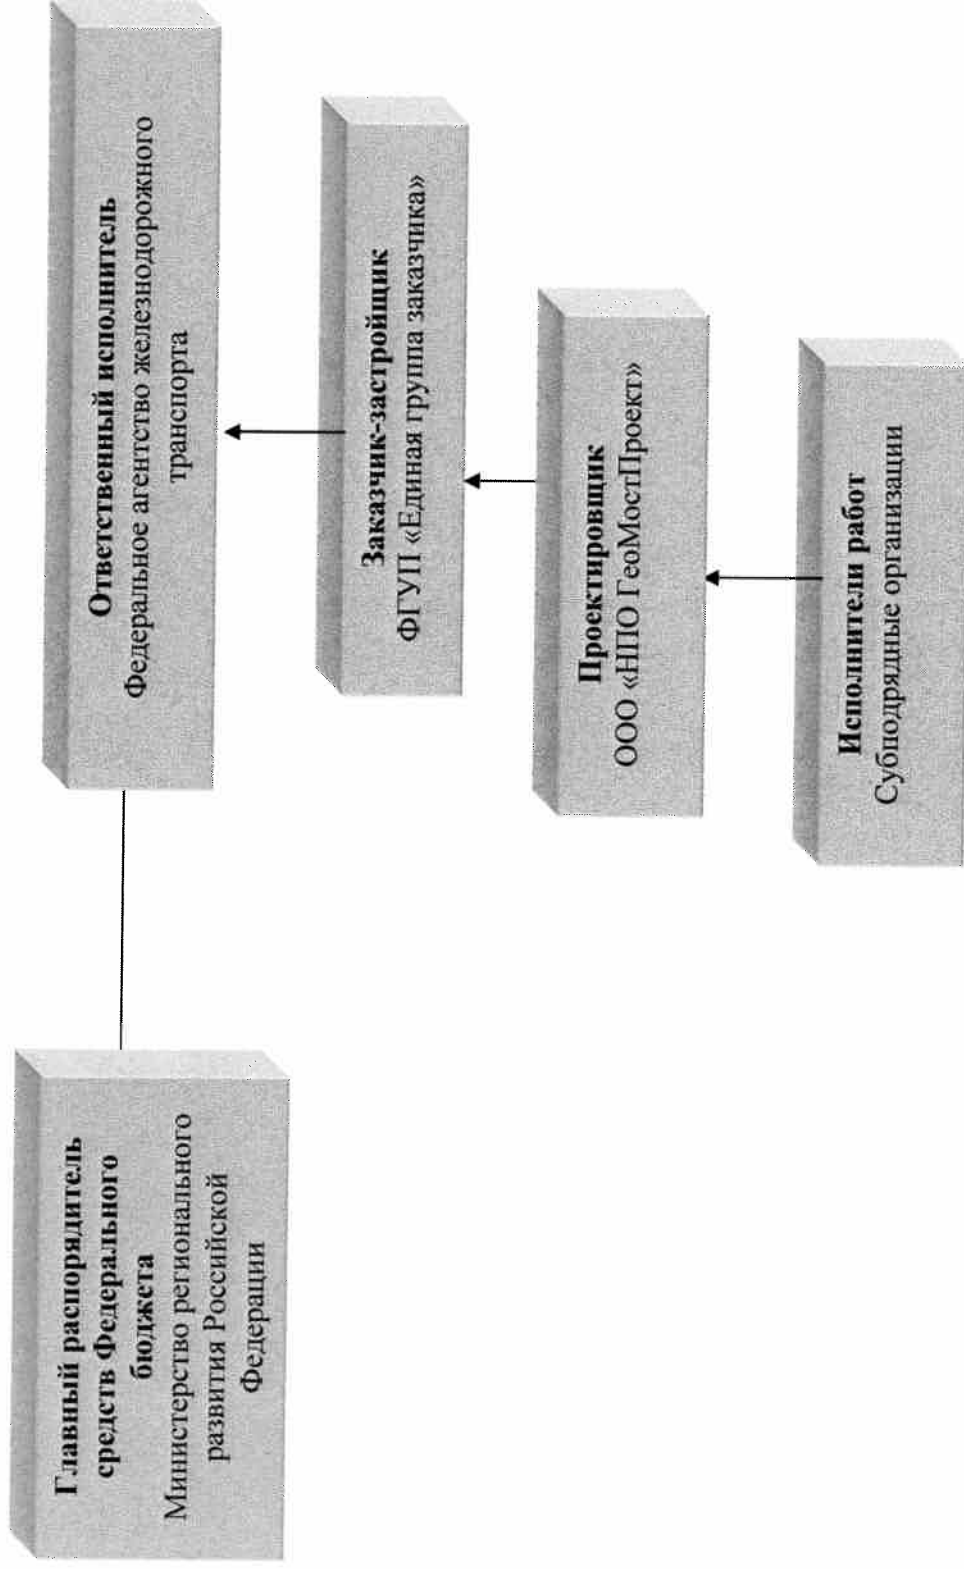 Главный распорядитель
средств Федерального
бюджета
Министерство регионального
развития Российской
Федерации
Ответственный исполнитель
Федеральное агентство железнодорожного
транспорта
Заказчик-застройщик
ФГУП «Единая группа заказчика»
Проектировщик
ООО «НПО ГеоМостПроект»
Исполнители работ
Субподрядные организации